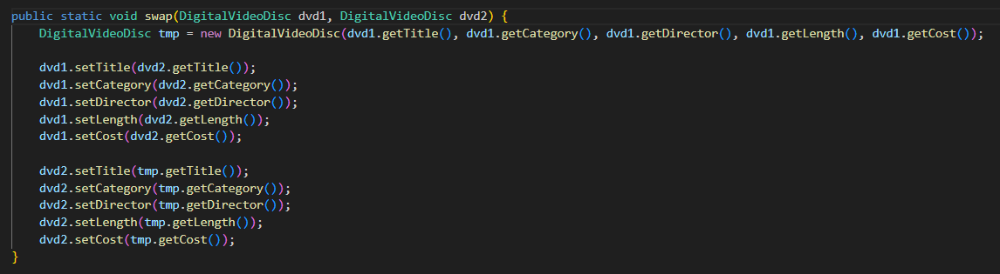 public static void swap(DigitalVideoDisc dvd1, DigitalVideoDisc dvd2) {
    DigitalVideoDisc tmp = new DigitalVideoDisc(dvd1.getTitle(), dvd1.getCategory(), dvd1.getDirector(), dvd1.getLength(), dvd1.getCost());

    dvd1.setTitle(dvd2.getTitle());
    dvd1.setCategory(dvd2.getCategory());
    dvd1.setDirector(dvd2.getDirector());
    dvd1.setLength(dvd2.getLength());
    dvd1.setCost(dvd2.getCost());

    dvd2.setTitle(tmp.getTitle());
    dvd2.setCategory(tmp.getCategory());
    dvd2.setDirector(tmp.getDirector());
    dvd2.setLength(tmp.getLength());
    dvd2.setCost(tmp.getCost());
}